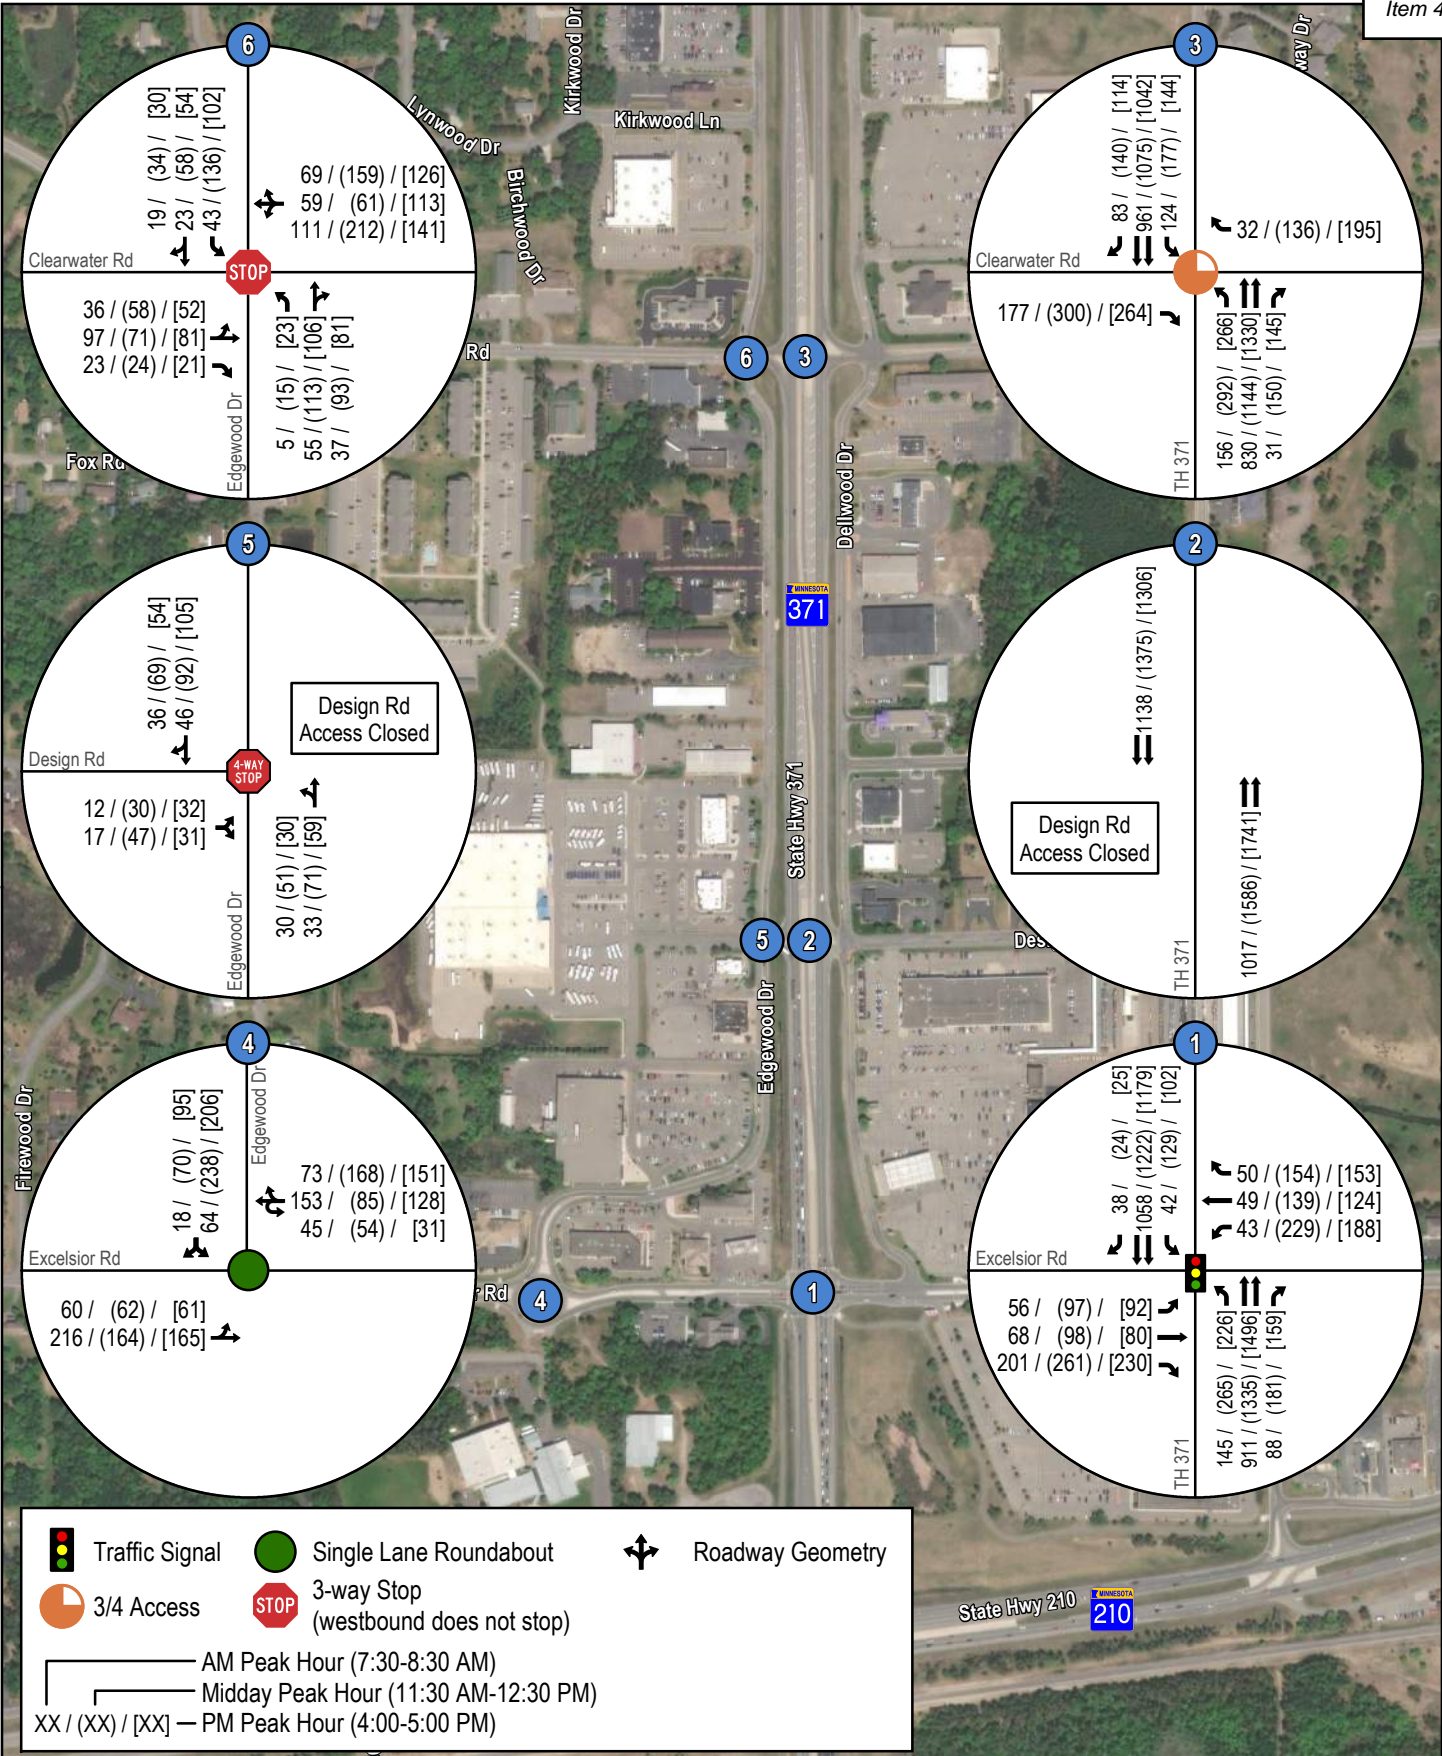 Item 4
6
19 / (34) / [30]
23 / (58) / [54]
43 / (136) / [102]
69 / (159) / [126]
59 / (61) / [113]
111 / (212) / [141]
Clearwater Rd
STOP
36 / (58) / [52]
97 / (71) / [81]
23 / (24) / [21]
5 / (15) / [23]
55 / (113) / [106]
37 / (93) / [81]
Edgewood Dr
Kirkwood Dr
Kirkwood Ln
Lynwood Dr
Birchwood Dr
way Dr
3
83 / (140) / [114]
961 / (1075) / [1042]
124 / (177) / [144]
32 / (136) / [195]
Clearwater Rd
177 / (300) / [264]
156 / (292) / [266]
830 / (1144) / [1330]
31 / (150) / [145]
TH 371
Rd
6
3
Fox Rd
Dellwood Dr
MINNESOTA
371
5
36 / (69) / [54]
46 / (92) / [105]
Design Rd
Access Closed
Design Rd
4-WAY
STOP
12 / (30) / [32]
17 / (47) / [31]
30 / (51) / [30]
33 / (71) / [59]
Edgewood Dr
State Hwy 371
2
1138 / (1375) / [1306]
Design Rd
Access Closed
1017 / (1586) / [1741]
TH 371
5
2
Des
Edgewood Dr
Firewood Dr
4
18 / (70) / [95]
64 / (238) / [206]
Edgewood Dr
73 / (168) / [151]
153 / (85) / [128]
45 / (54) / [31]
Excelsior Rd
60 / (62) / [61]
216 / (164) / [165]
r Rd
4
1
1
38 / (24) / [25]
1058 / (1222) / [1179]
42 / (129) / [102]
50 / (154) / [153]
49 / (139) / [124]
43 / (229) / [188]
Excelsior Rd
56 / (97) / [92]
68 / (98) / [80]
201 / (261) / [230]
145 / (265) / [226]
911 / (1335) / [1496]
88 / (181) / [159]
TH 371
Traffic Signal
Single Lane Roundabout
Roadway Geometry
3/4 Access
STOP
3-way Stop
(westbound does not stop)
AM Peak Hour (7:30-8:30 AM)
Midday Peak Hour (11:30 AM-12:30 PM)
XX / (XX) / [XX]
PM Peak Hour (4:00-5:00 PM)
State Hwy 210
MINNESOTA
210